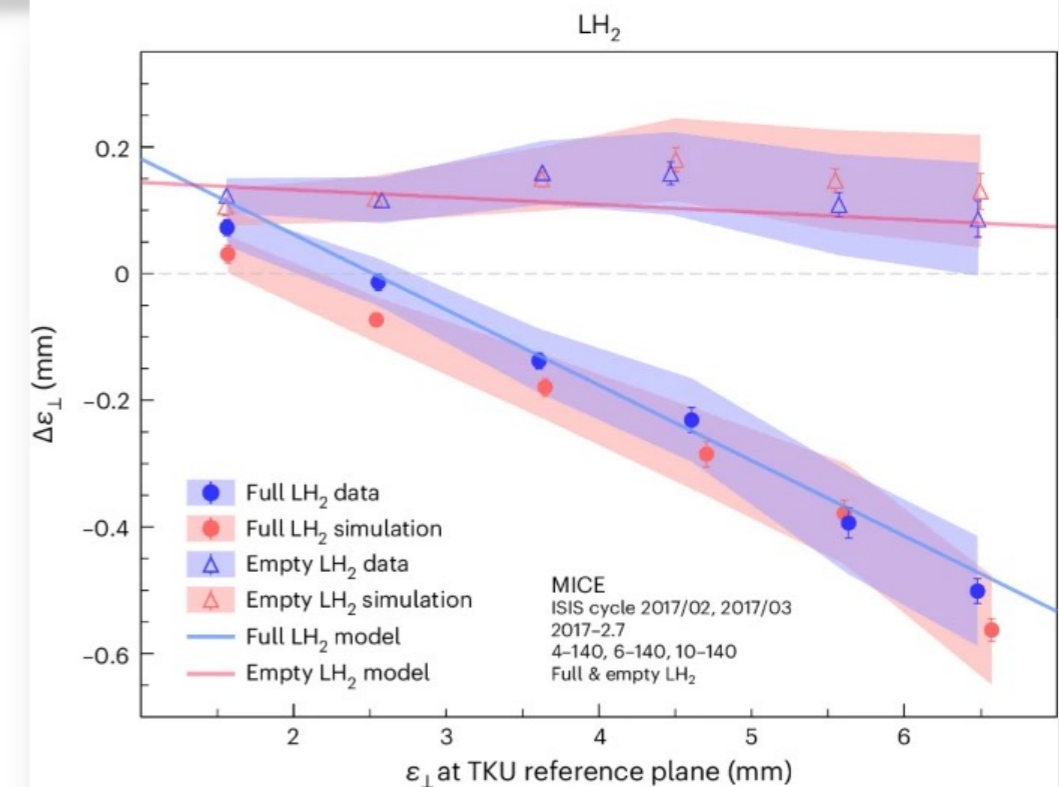 LH₂
0.2
0
−0.2
−0.4
−0.6
Δε⊥ (mm)
Full LH₂ data
Full LH₂ simulation
Empty LH₂ data
Empty LH₂ simulation
Full LH₂ model
Empty LH₂ model
MICE
ISIS cycle 2017/02, 2017/03
2017–2.7
4–140, 6–140, 10–140
Full & empty LH₂
2 3 4 5 6
ε⊥ at TKU reference plane (mm)